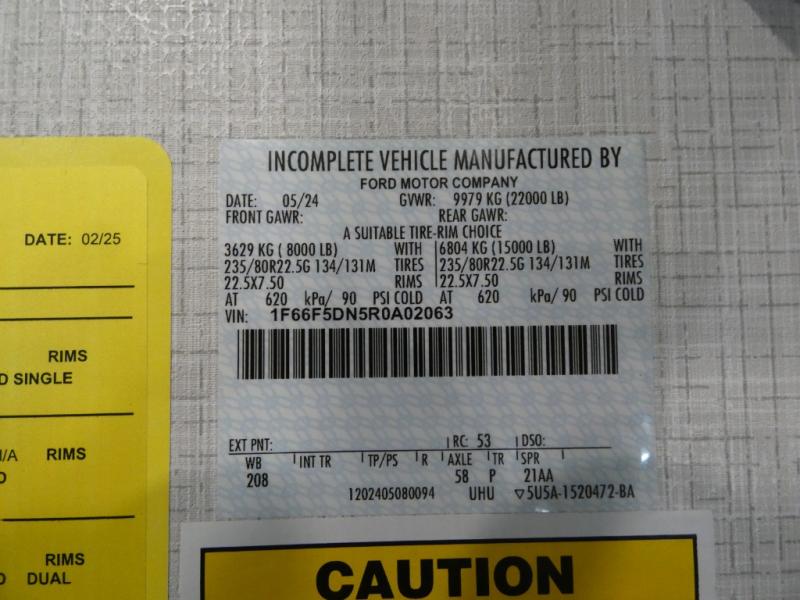 DATE: 02/25
RIMS
D SINGLE
I/A RIMS
D
RIMS
D DUAL
INCOMPLETE VEHICLE MANUFACTURED BY
FORD MOTOR COMPANY
DATE: 05/24 GVWR: 9979 KG (22000 LB)
FRONT GAWR: REAR GAWR:
A SUITABLE TIRE-RIM CHOICE
3629 KG ( 8000 LB) WITH 6804 KG (15000 LB) WITH
235/80R22.5G 134/131M TIRES 235/80R22.5G 134/131M TIRES
22.5X7.50 RIMS 22.5X7.50 RIMS
AT 620 kPa/ 90 PSI COLD AT 620 kPa/ 90 PSI COLD
VIN: 1F66F5DN5R0A02063
EXT PNT: RC: 53 DSO:
WB INT TR TP/PS R AXLE TR SPR
208 58 P 21AA
1202405080094 UHU ▽5U5A-1520472-BA
CAUTION